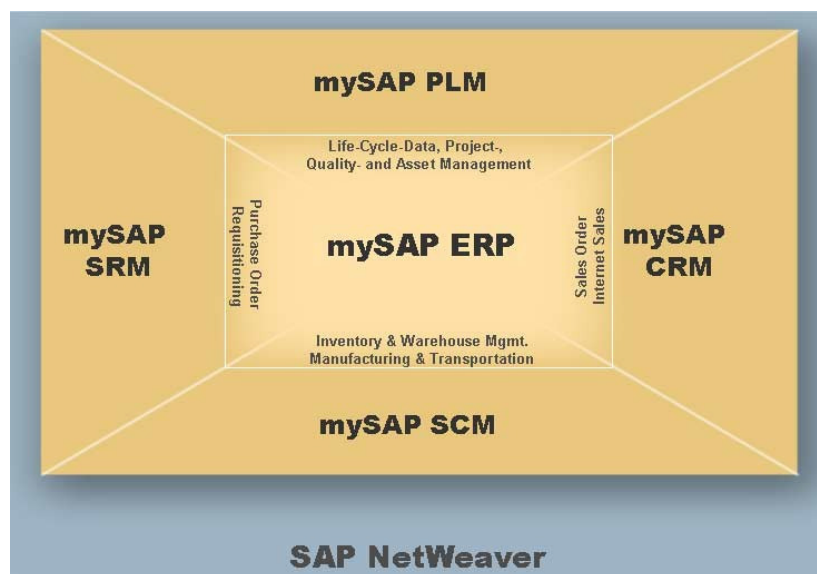 mySAP PLM
Life-Cycle-Data, Project-,
Quality- and Asset Management
mySAP
SRM
Purchase Order
Requisitioning
mySAP ERP
Sales Order
Internet Sales
mySAP
CRM
Inventory & Warehouse Mgmt.
Manufacturing & Transportation
mySAP SCM
SAP NetWeaver